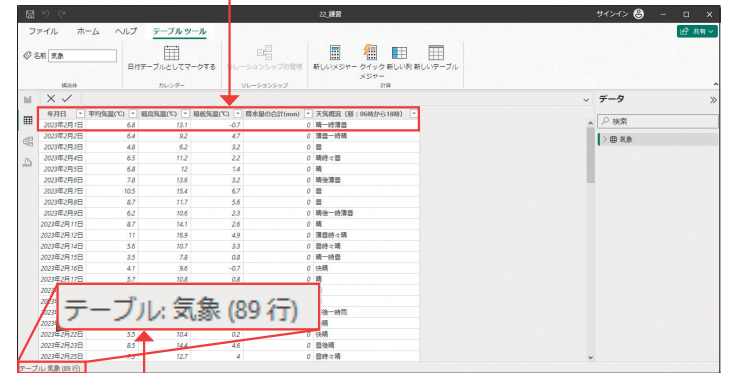 22_練習
サインイン
ファイル ホーム ヘルプ テーブル ツール
共有
名前 気象
日付テーブルとしてマークする
リレーションシップの管理
新しいメジャー クイック メジャー 新しい列 新しいテーブル
構造体 カレンダー リレーションシップ 計算
データ
検索
気象
年月日 平均気温(℃) 最高気温(℃) 最低気温(℃) 降水量の合計(mm) 天気概況(昼:06時から18時)
2023年2月1日 6.8 13.1 -0.7 0 晴一時薄曇
2023年2月2日 6.4 9.2 4.7 0 薄曇一時晴
2023年2月3日 4.8 6.2 3.2 0 曇
2023年2月4日 6.5 11.2 2.2 0 晴時々曇
2023年2月5日 6.8 12 1.4 0 晴
2023年2月6日 7.8 13.6 3.2 0 晴後薄曇
2023年2月7日 10.5 15.4 6.7 0 曇
2023年2月8日 8.7 11.7 5.6 0 曇
2023年2月9日 6.2 10.6 2.3 0 晴後一時薄曇
2023年2月11日 8.7 14.1 2.6 0 晴
2023年2月12日 11 16.9 4.9 0 薄曇時々晴
2023年2月14日 5.6 10.7 3.3 0 曇時々晴
2023年2月15日 3.5 7.8 0.8 0 晴一時曇
2023年2月16日 4.1 9.6 -0.7 0 快晴
2023年2月17日 5.7 10.8 0.8 0 晴
テーブル: 気象 (89 行)
2023年2月22日 5.5 10.4 0.2 0 快晴
2023年2月23日 8.5 14.4 4.6 0 曇後晴
2023年2月25日 12.7 4 0 曇時々晴
テーブル: 気象 (89 行)